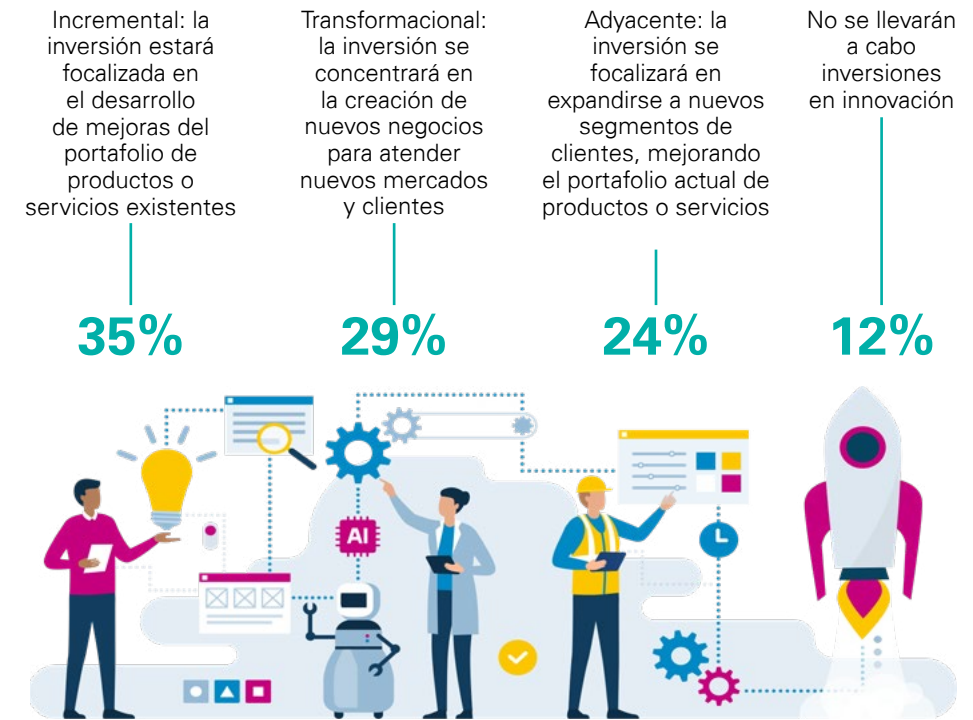 Incremental: la
inversión estará
focalizada en
el desarrollo
de mejoras del
portafolio de
productos o
servicios existentes
35%
Transformacional:
la inversión se
concentrará en
la creación de
nuevos negocios
para atender
nuevos mercados
y clientes
29%
Adyacente: la
inversión se
focalizará en
expandirse a nuevos
segmentos de
clientes, mejorando
el portafolio actual de
productos o servicios
24%
No se llevarán
a cabo
inversiones
en innovación
12%
AI